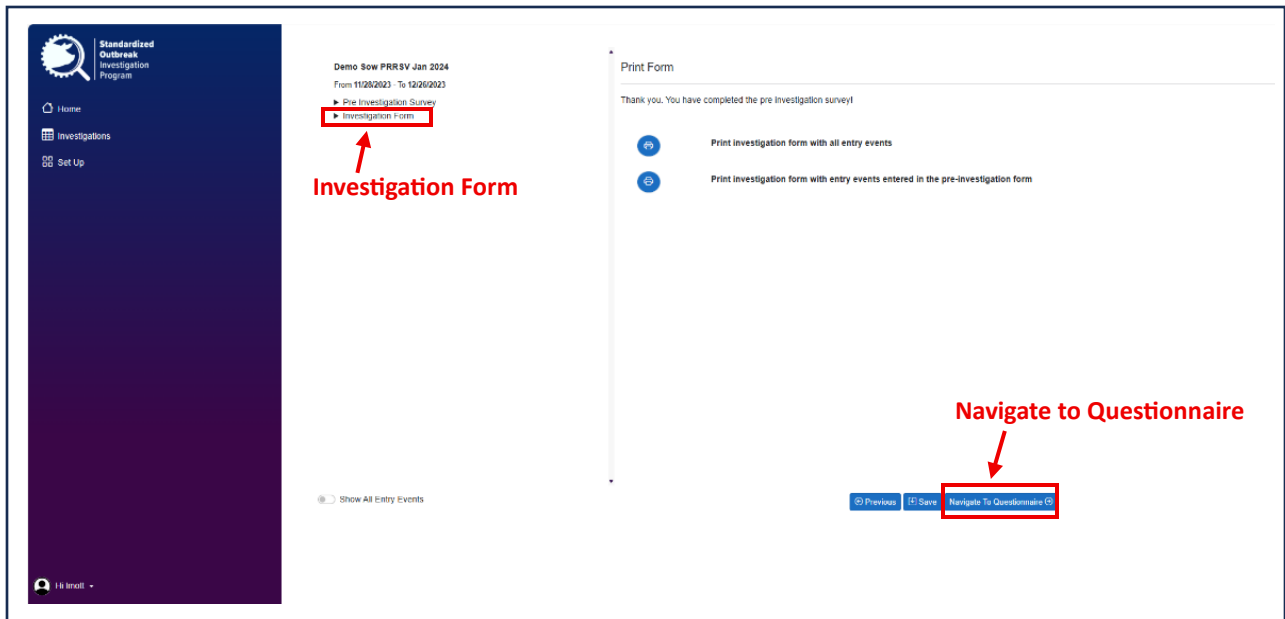 Standardized
Outbreak
Investigation
Program
Home
Investigations
Set Up
Hi lmott
Demo Sow PRRSV Jan 2024
From 11/28/2023 - To 12/26/2023
Pre Investigation Survey
Investigation Form
Investigation Form
Show All Entry Events
Print Form
Thank you. You have completed the pre investigation survey!
Print investigation form with all entry events
Print investigation form with entry events entered in the pre-investigation form
Navigate to Questionnaire
Previous
Save
Navigate To Questionnaire